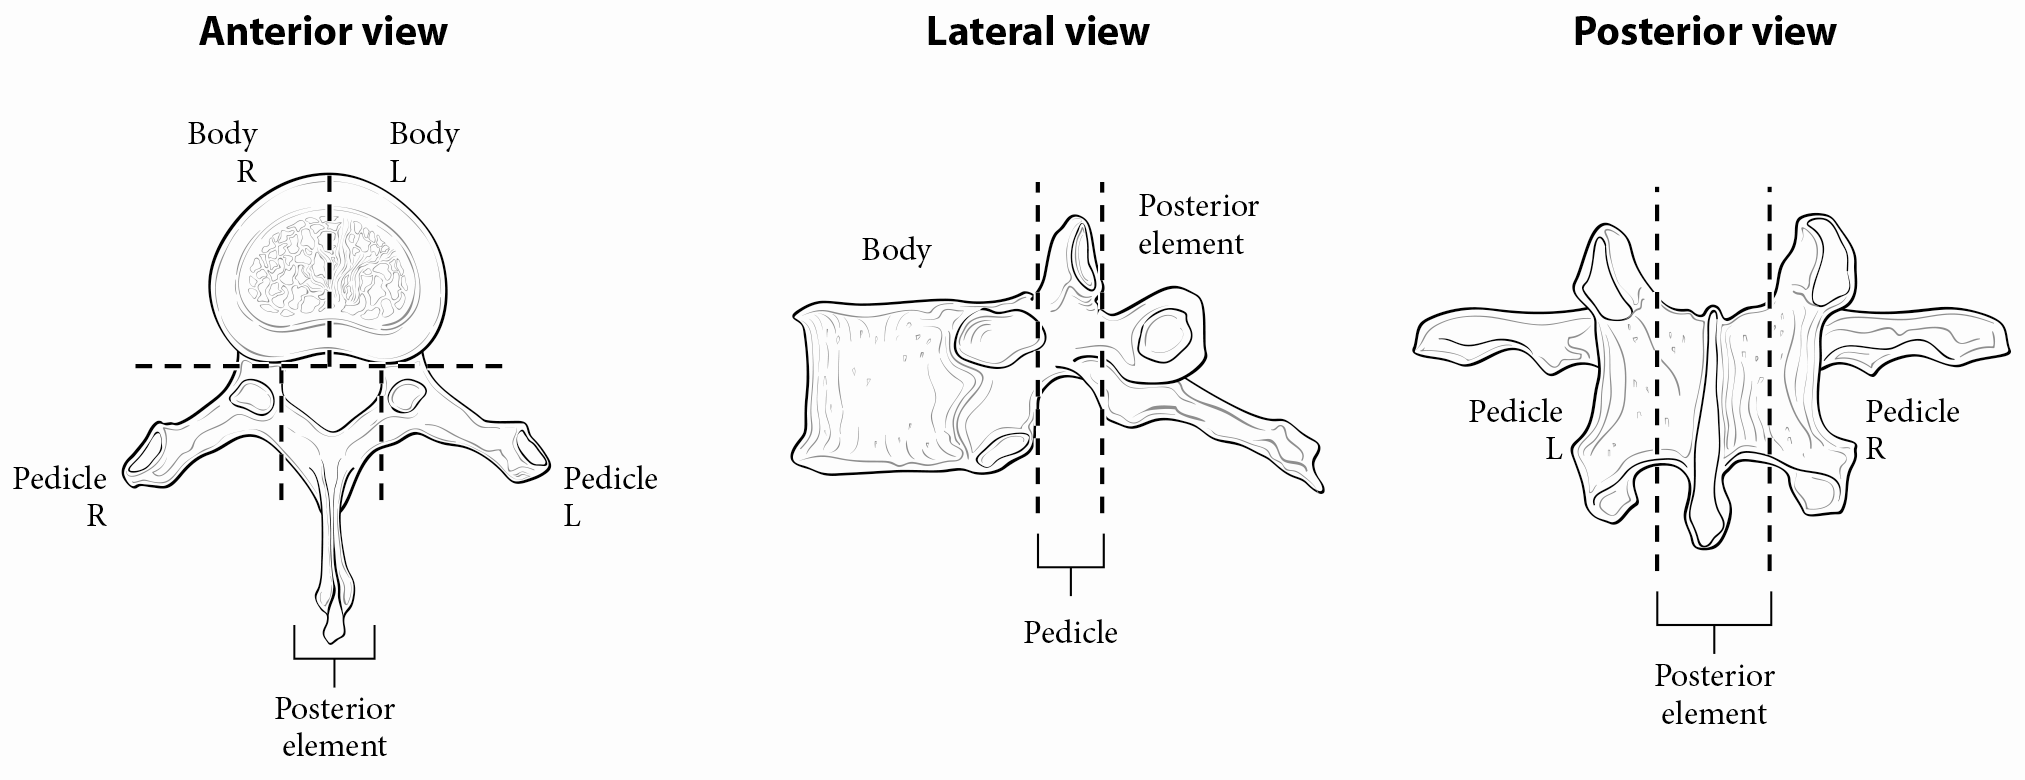 Anterior view
Body
R
Body
L
Pedicle
R
Pedicle
L
Posterior
element
Lateral view
Body
Posterior
element
Pedicle
Posterior view
Pedicle
L
Pedicle
R
Posterior
element